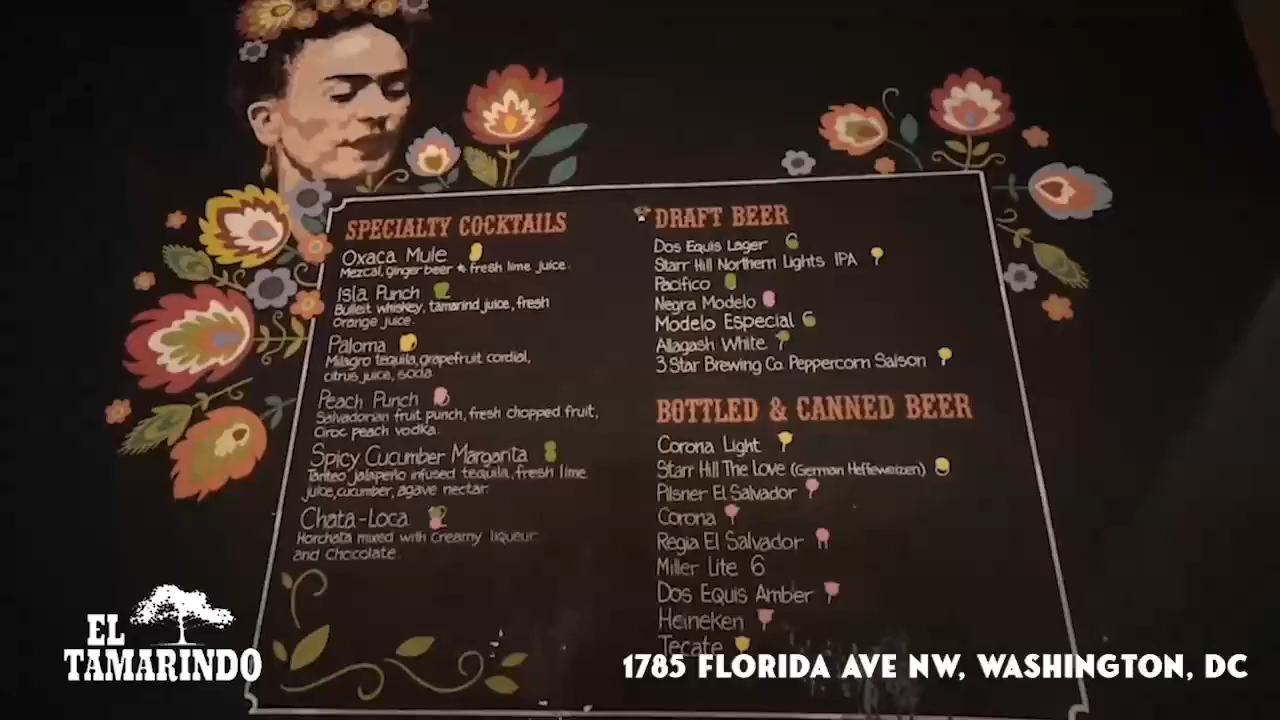 SPECIALTY COCKTAILS
Oxaca Mule
Mezcal, ginger beer & fresh lime juice.
Isla Punch
Bulleit whiskey, tamarind juice, fresh
Orange juice.
Paloma
Milagro tequila, grapefruit cordial,
citrus juice, soda
Peach Punch
Salvadorian fruit punch, fresh chopped fruit,
Ciroc peach vodka.
Spicy Cucumber Margarita
Tanteo jalapeño infused tequila, fresh lime
juice, cucumber, agave nectar.
Chata-Loca
Horchata mixed with Creamy liqueur
and Chocolate.
DRAFT BEER
Dos Equis Lager 6
Starr Hill Northern Lights IPA
Pacifico
Negra Modelo
Modelo Especial 6
Allagash White 7
3 Star Brewing Co. Peppercorn Saison
BOTTLED & CANNED BEER
Corona Light
Starr Hill The Love (German Heffeweizen)
Pilsner El Salvador
Corona
Regia El Salvador
Miller Lite 6
Dos Equis Amber
Heineken
Tecate
EL
TAMARINDO
1785 FLORIDA AVE NW, WASHINGTON, DC